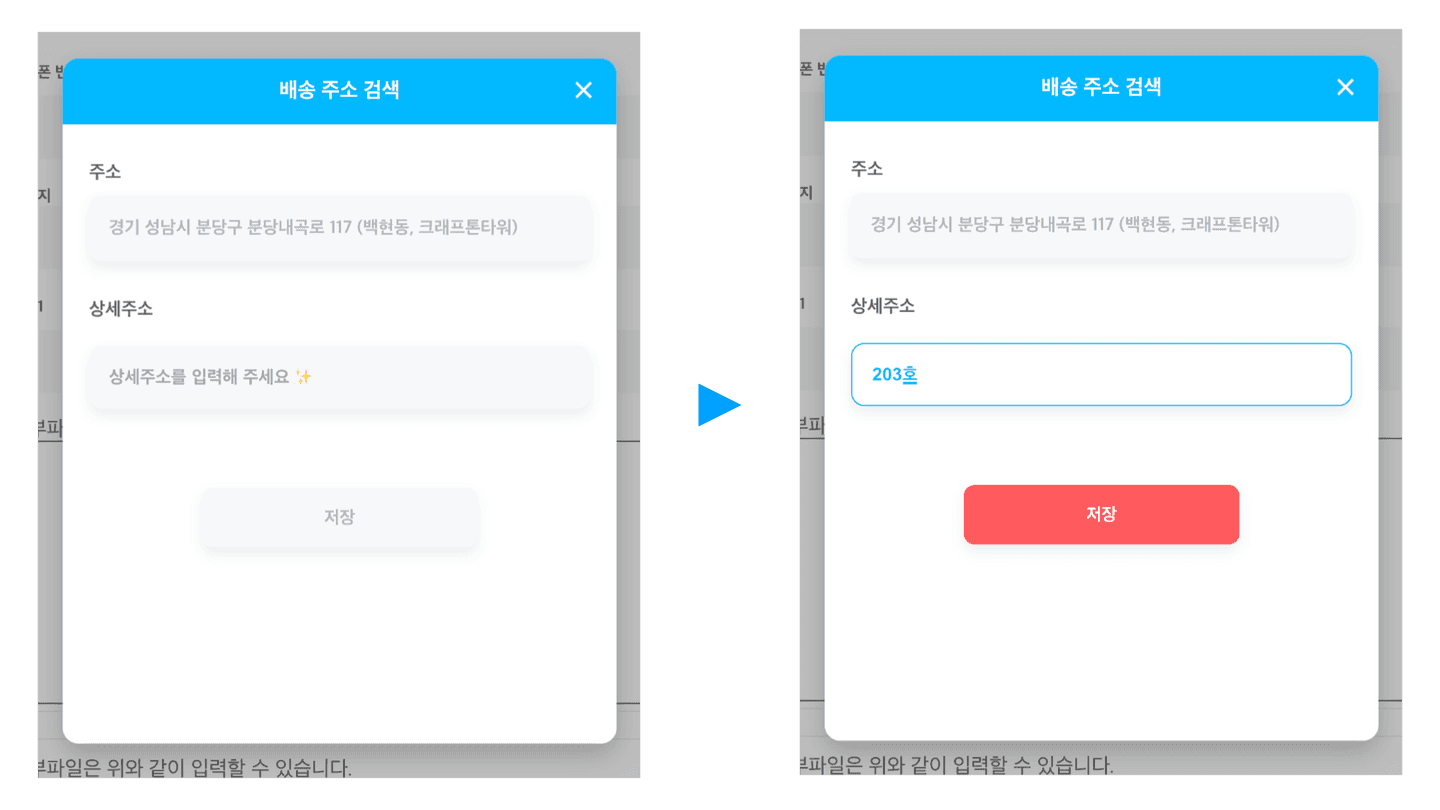 폰 번
배송 주소 검색
주소
지
경기 성남시 분당구 분당내곡로 117 (백현동, 크래프톤타워)
상세주소
1
상세주소를 입력해 주세요 ✨
부파
저장
부파일은 위와 같이 입력할 수 있습니다.
폰 번
배송 주소 검색
주소
지
경기 성남시 분당구 분당내곡로 117 (백현동, 크래프톤타워)
상세주소
1
203호
부파
저장
부파일은 위와 같이 입력할 수 있습니다.